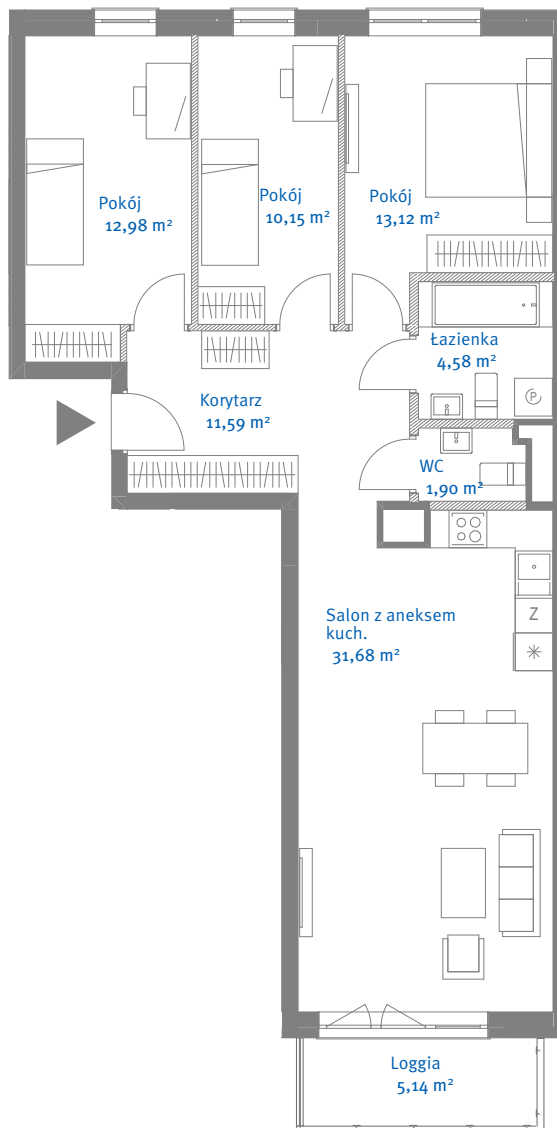 Pokój
12,98 m²
Pokój
10,15 m²
Pokój
13,12 m²
Łazienka
4,58 m²
P
Korytarz
11,59 m²
WC
1,90 m²
Salon z aneksem
kuch.
31,68 m²
Z
Loggia
5,14 m²